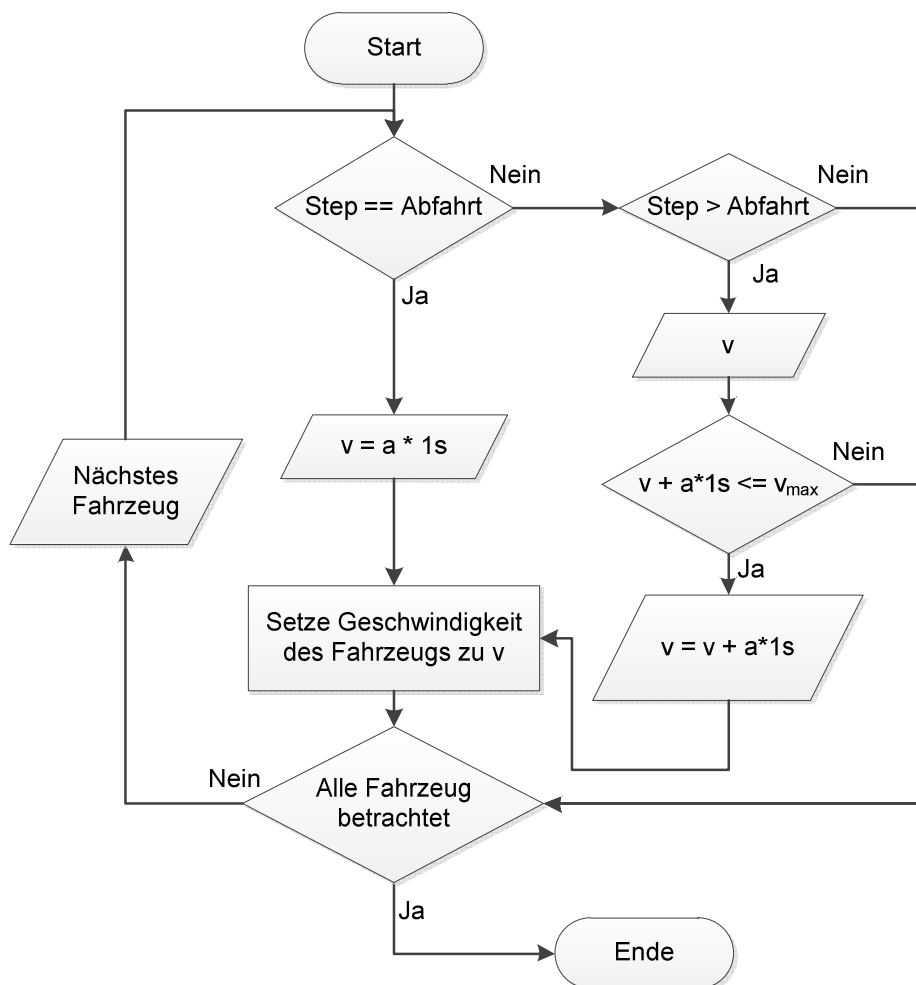 Start
Step == Abfahrt
Nein
Step > Abfahrt
Nein
Ja
Ja
v
v = a * 1s
v + a*1s <= vmax
Nein
Ja
Nächstes
Fahrzeug
Setze Geschwindigkeit
des Fahrzeugs zu v
v = v + a*1s
Nein
Alle Fahrzeug
betrachtet
Ja
Ende